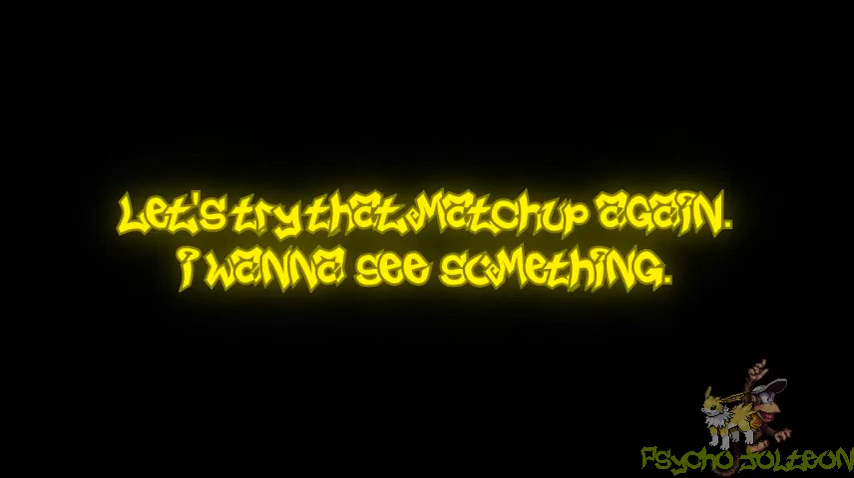 Let's try that Matchup again.
i wanna see something.
Psycho Jolteon